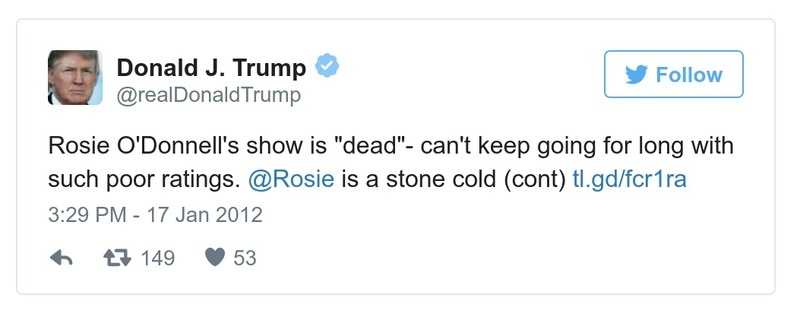 Donald J. Trump
@realDonaldTrump
Follow
Rosie O'Donnell's show is "dead"- can't keep going for long with
such poor ratings. @Rosie is a stone cold (cont) tl.gd/fcr1ra
3:29 PM - 17 Jan 2012
149 53